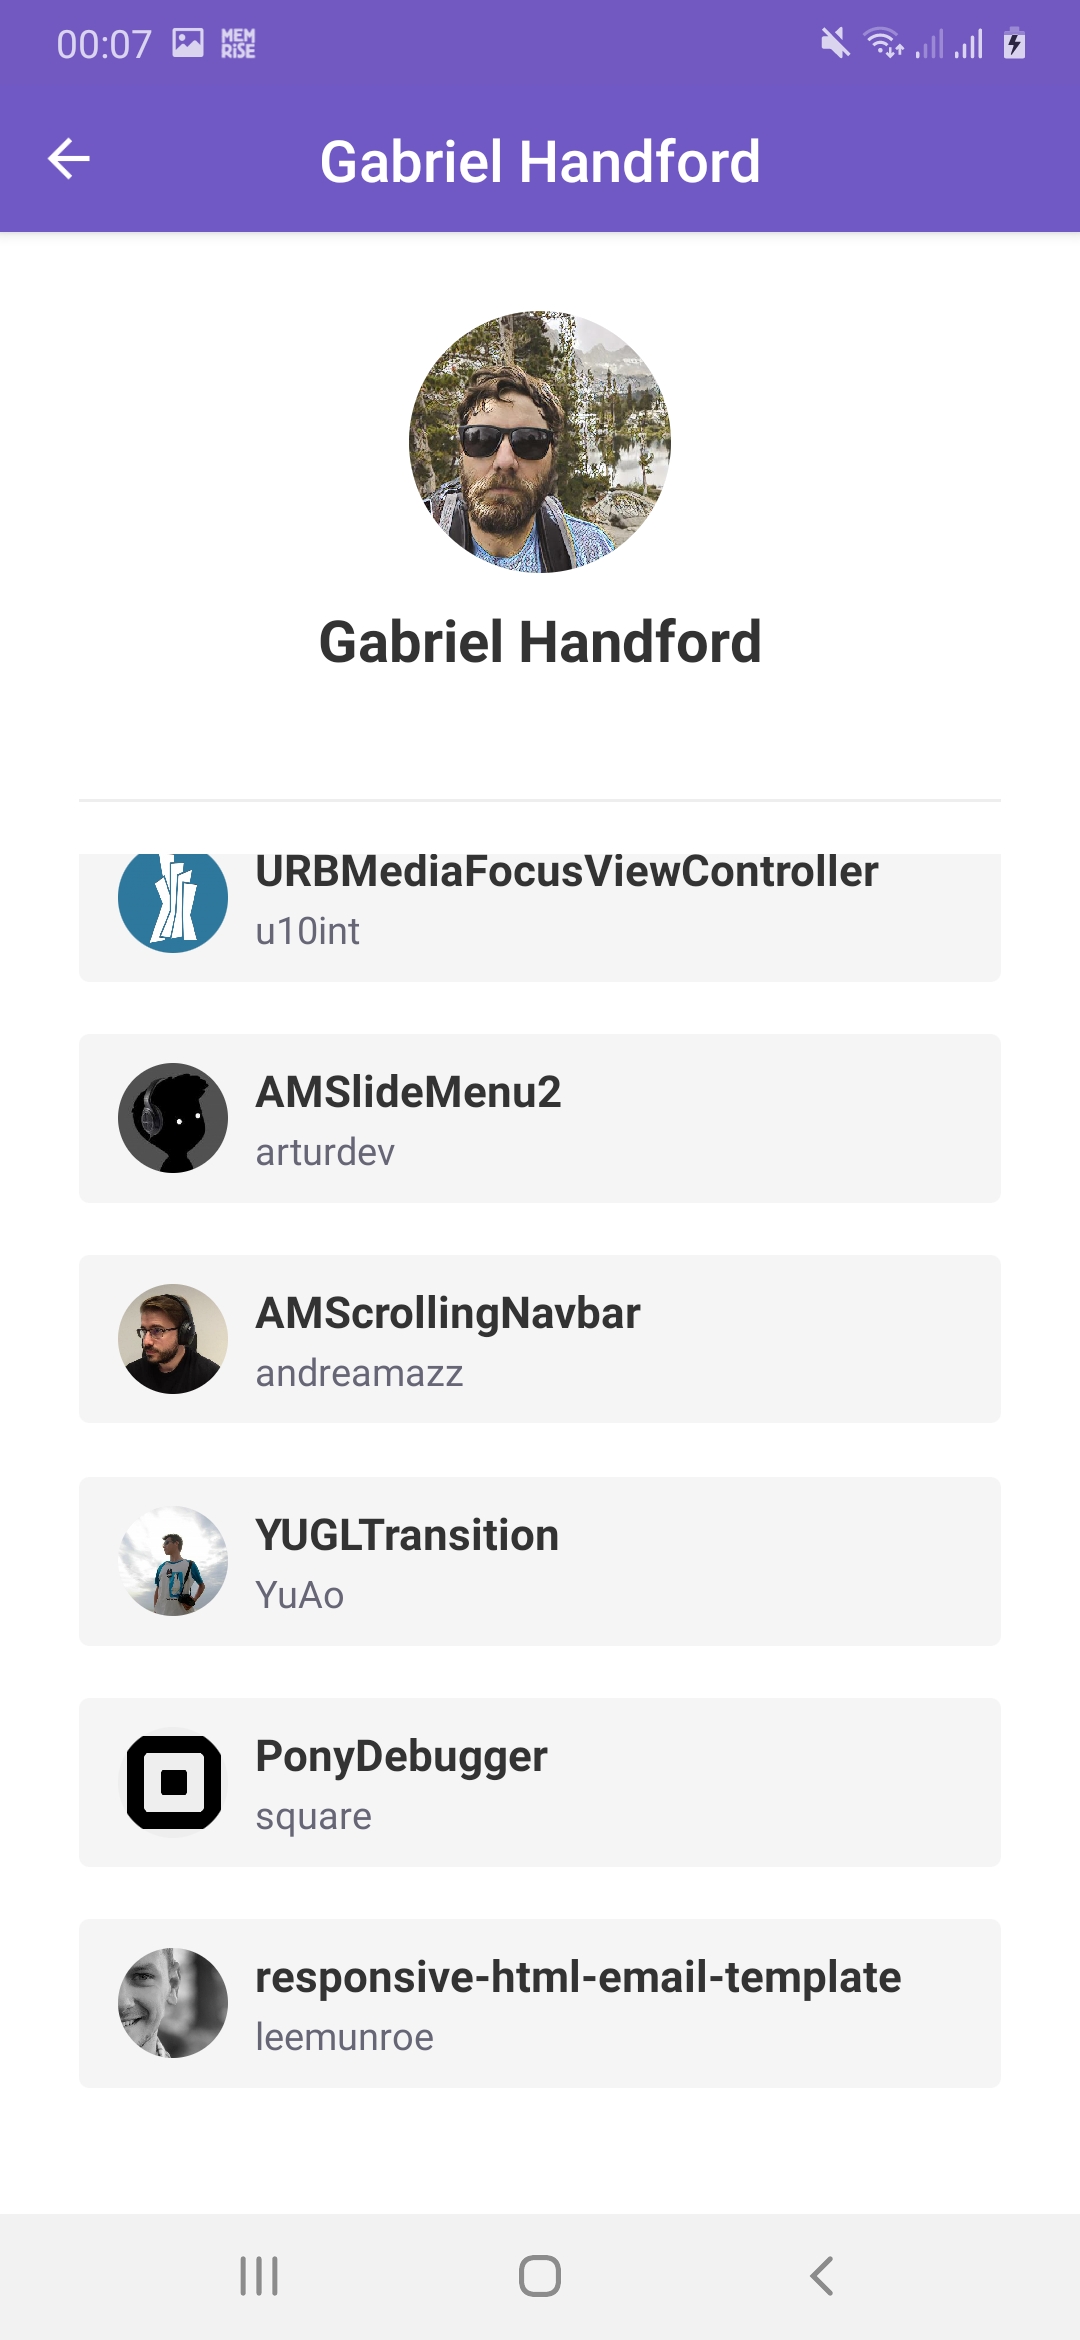 00:07 MEM RiSE
Gabriel Handford
Gabriel Handford
URBMediaFocusViewController
u10int
AMSlideMenu2
arturdev
AMScrollingNavbar
andreamazz
YUGLTransition
YuAo
PonyDebugger
square
responsive-html-email-template
leemunroe